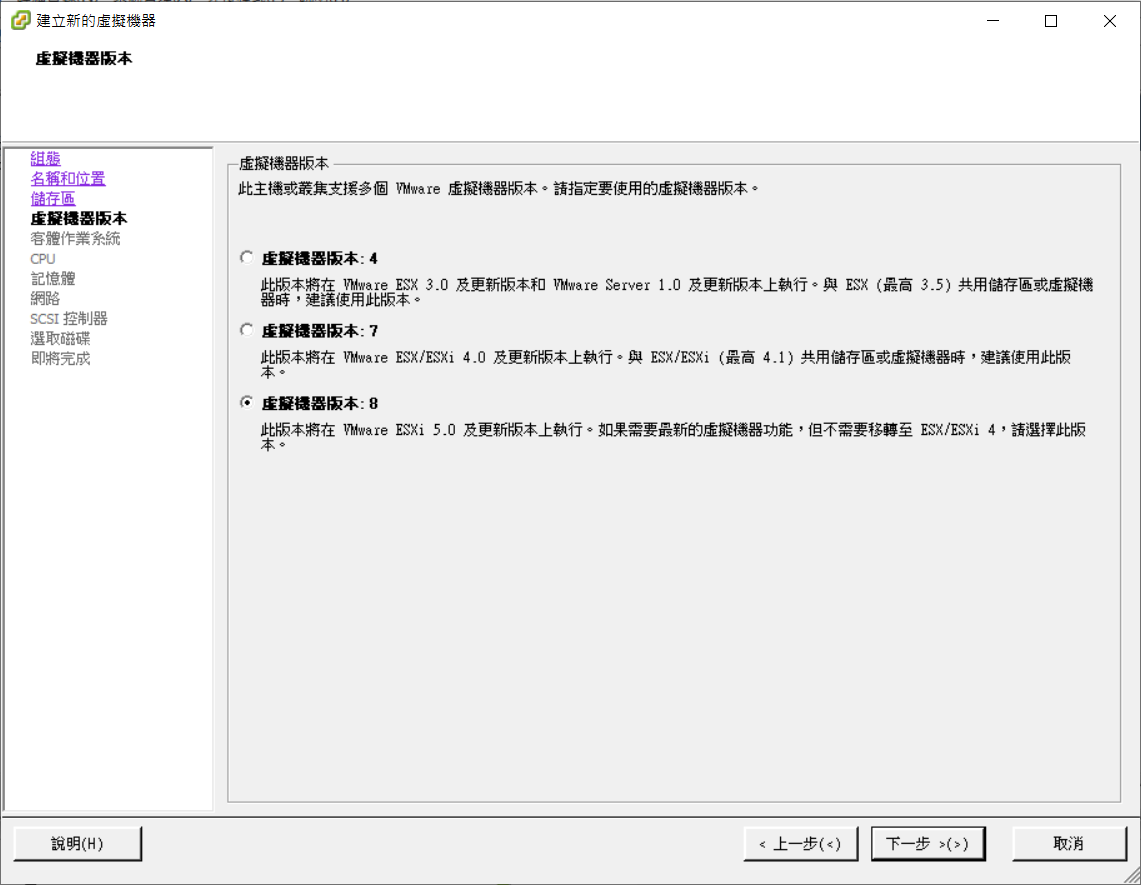 建立新的虛擬機器
虛擬機器版本
組態
名稱和位置
儲存區
虛擬機器版本
客體作業系統
CPU
記憶體
網路
SCSI 控制器
選取磁碟
即將完成
虛擬機器版本
此主機或叢集支援多個 VMware 虛擬機器版本。請指定要使用的虛擬機器版本。
虛擬機器版本: 4
此版本將在 VMware ESX 3.0 及更新版本和 VMware Server 1.0 及更新版本上執行。與 ESX (最高 3.5) 共用儲存區或虛擬機
器時，建議使用此版本。
虛擬機器版本: 7
此版本將在 VMware ESX/ESXi 4.0 及更新版本上執行。與 ESX/ESXi (最高 4.1) 共用儲存區或虛擬機器時，建議使用此版
本。
虛擬機器版本: 8
此版本將在 VMware ESXi 5.0 及更新版本上執行。如果需要最新的虛擬機器功能，但不需要移轉至 ESX/ESXi 4，請選擇此版
本。
說明(H)
< 上一步(<)
下一步 >(>)
取消